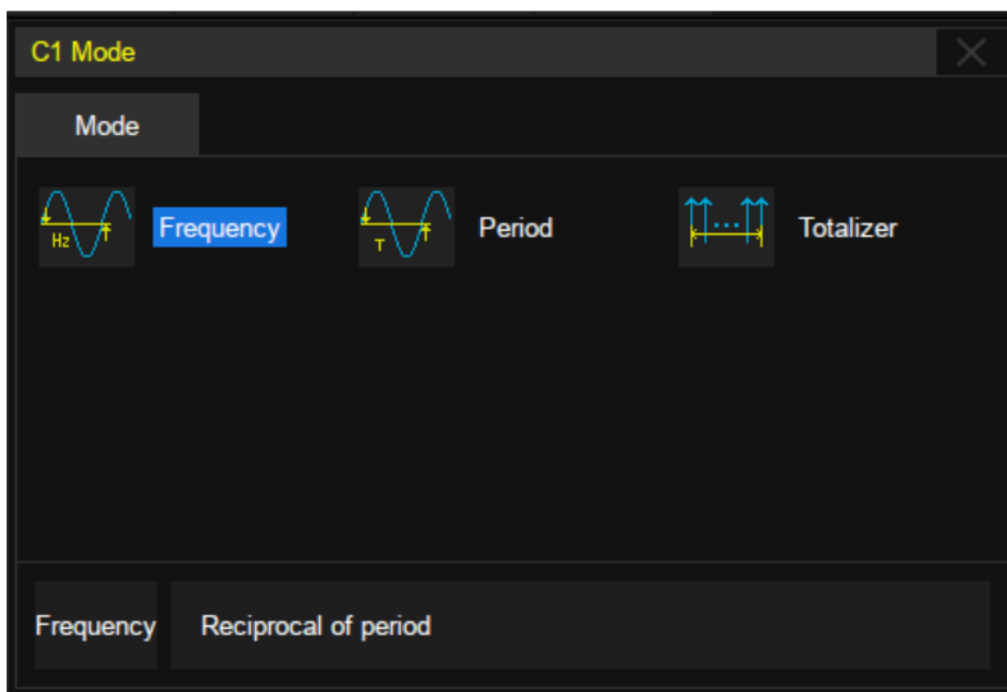 C1 Mode
Mode
Hz Frequency
T Period
Totalizer
Frequency Reciprocal of period